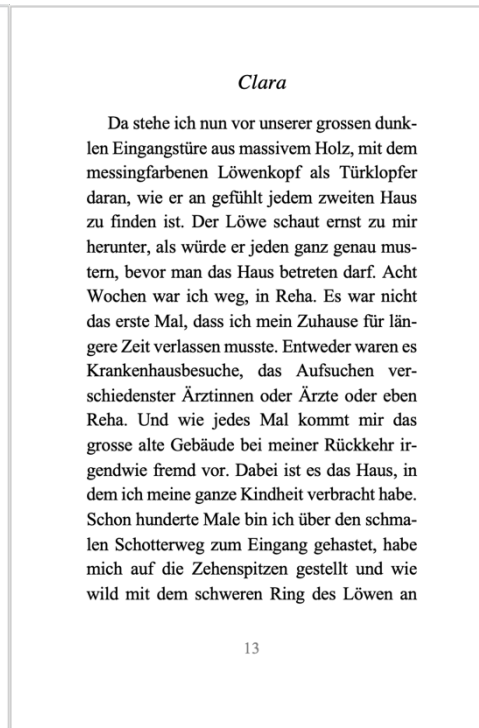 Clara
Da stehe ich nun vor unserer grossen dunk-
len Eingangstüre aus massivem Holz, mit dem
messingfarbenen Löwenkopf als Türklopfer
daran, wie er an gefühlt jedem zweiten Haus
zu finden ist. Der Löwe schaut ernst zu mir
herunter, als würde er jeden ganz genau mus-
tern, bevor man das Haus betreten darf. Acht
Wochen war ich weg, in Reha. Es war nicht
das erste Mal, dass ich mein Zuhause für län-
gere Zeit verlassen musste. Entweder waren es
Krankenhausbesuche, das Aufsuchen ver-
schiedenster Ärztinnen oder Ärzte oder eben
Reha. Und wie jedes Mal kommt mir das
grosse alte Gebäude bei meiner Rückkehr ir-
gendwie fremd vor. Dabei ist es das Haus, in
dem ich meine ganze Kindheit verbracht habe.
Schon hunderte Male bin ich über den schma-
len Schotterweg zum Eingang gehastet, habe
mich auf die Zehenspitzen gestellt und wie
wild mit dem schweren Ring des Löwen an
13